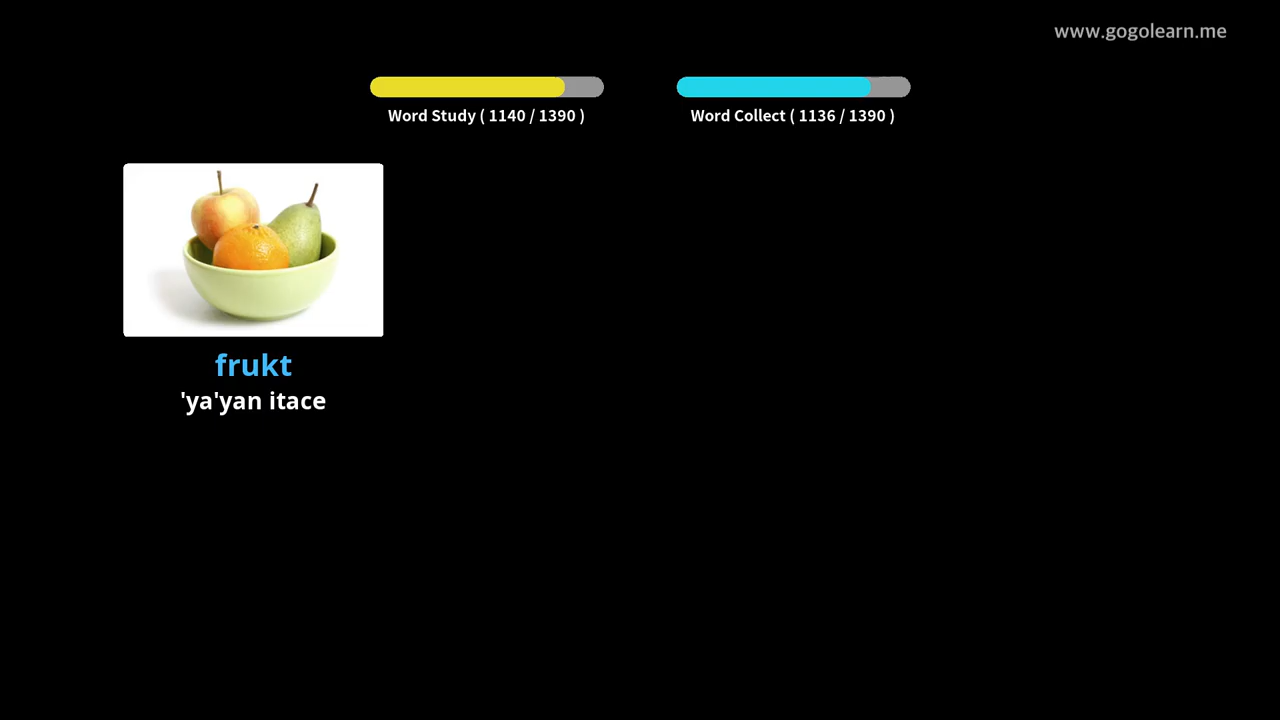 www.gogolearn.me
Word Study ( 1140 / 1390 )
Word Collect ( 1136 / 1390 )
frukt
'ya'yan itace